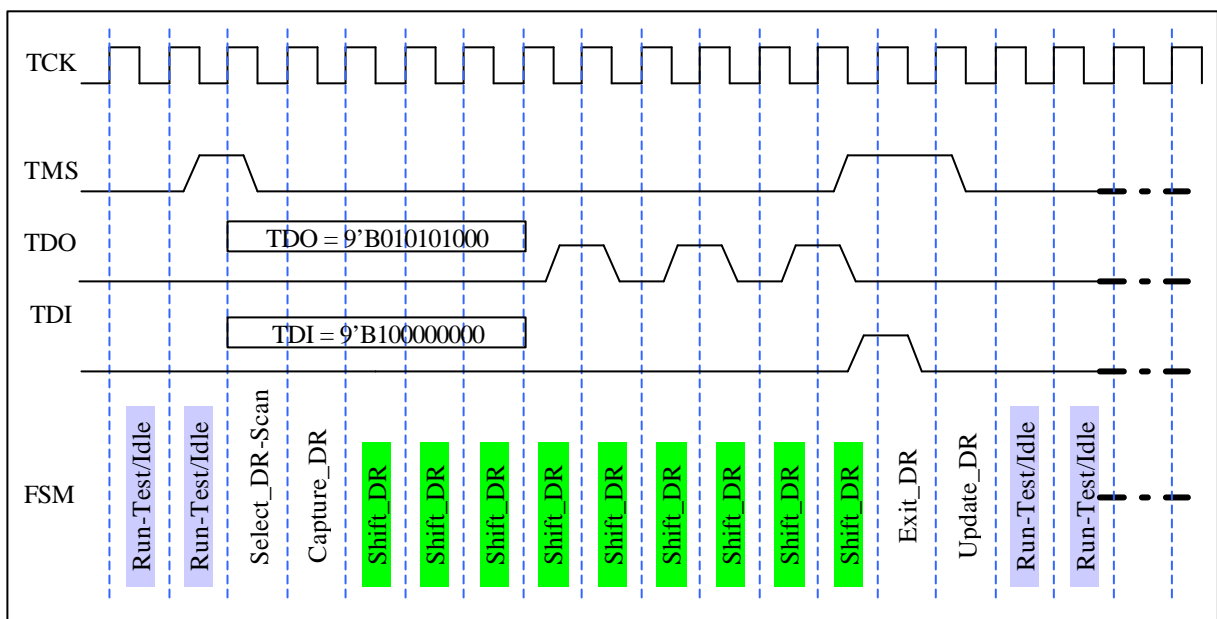 TCK
TMS
TDO
TDO = 9’B010101000
TDI
TDI = 9’B100000000
FSM
Run-Test/Idle
Run-Test/Idle
Select_DR-Scan
Capture_DR
Shift_DR
Shift_DR
Shift_DR
Shift_DR
Shift_DR
Shift_DR
Shift_DR
Shift_DR
Shift_DR
Exit_DR
Update_DR
Run-Test/Idle
Run-Test/Idle